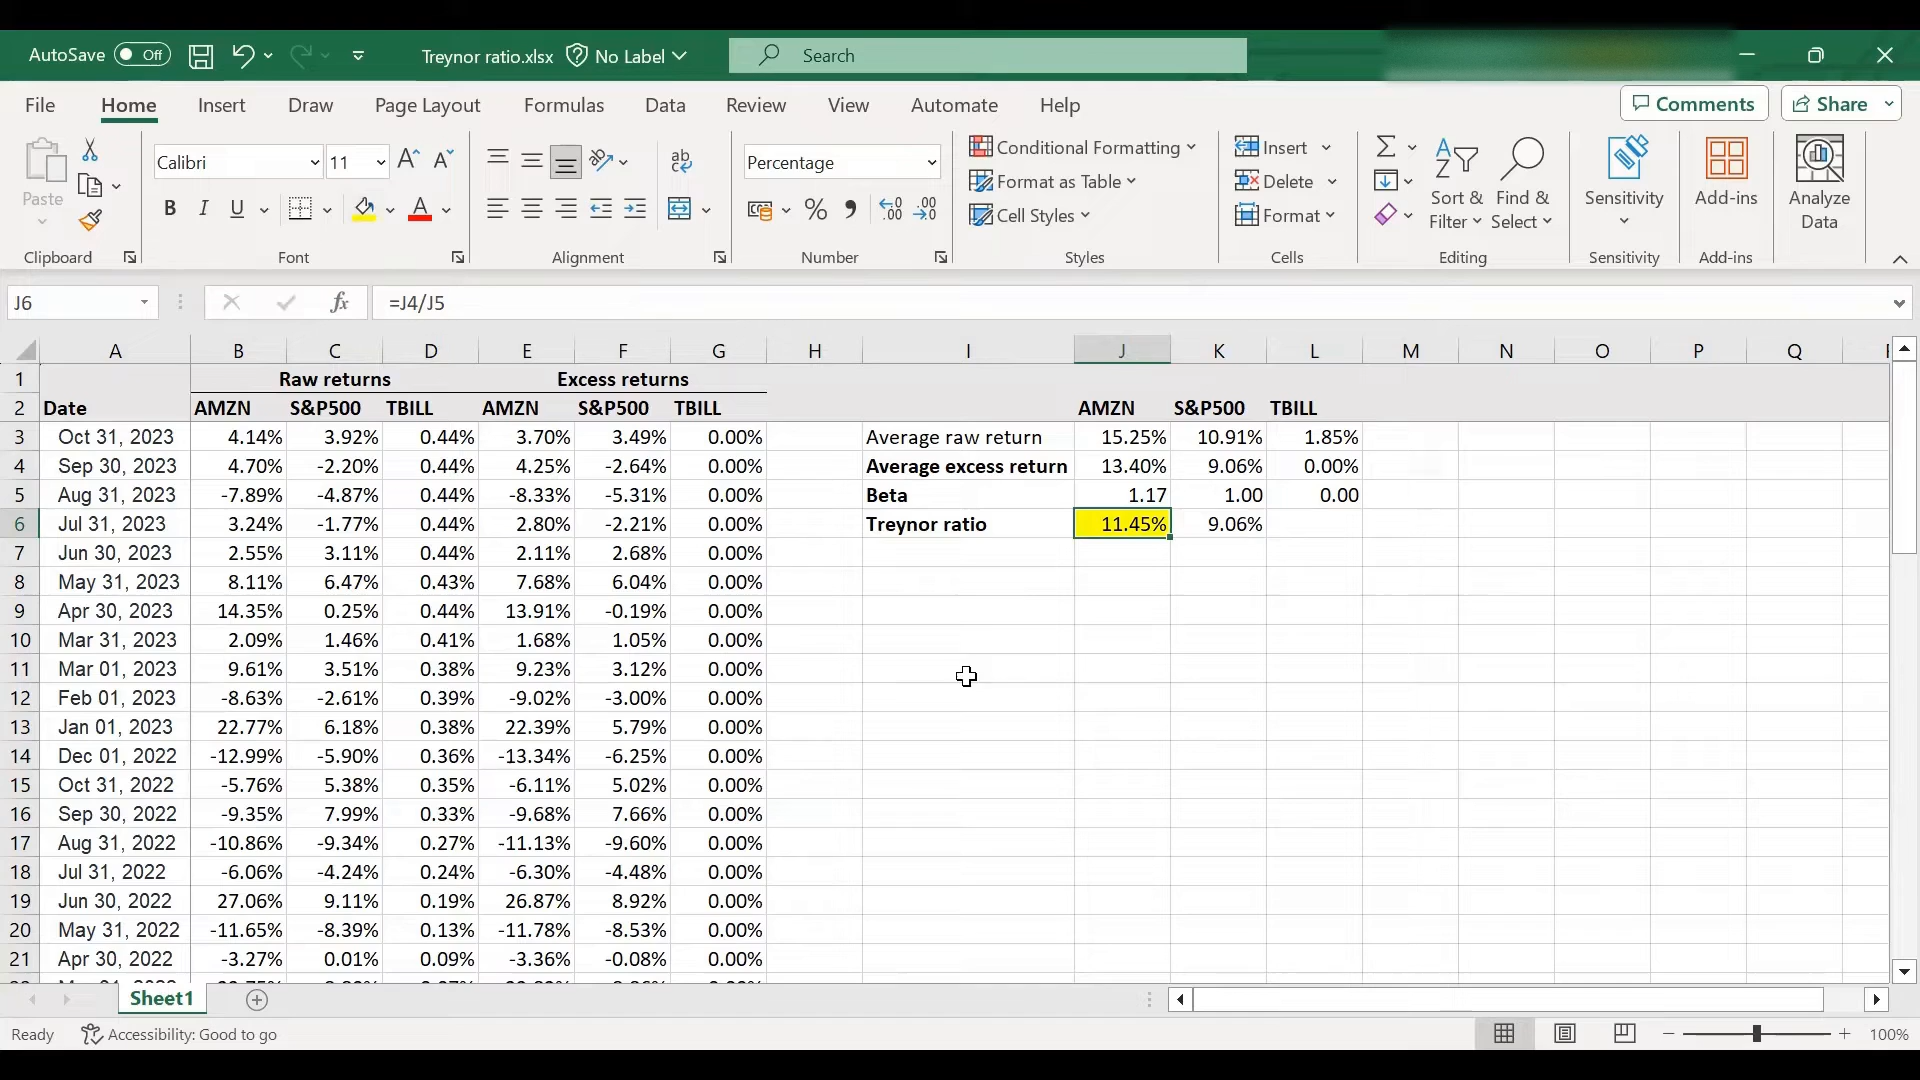 AutoSave Off Treynor ratio.xlsx No Label Search
File Home Insert Draw Page Layout Formulas Data Review View Automate Help Comments Share
Paste Calibri 11 ab Percentage Conditional Formatting Insert
Format as Table Delete
Sort & Filter Find & Select Sensitivity Add-ins Analyze Data
B I U A % Cell Styles Format
Clipboard Font Alignment Number Styles Cells Editing Sensitivity Add-ins
J6 fx =J4/J5
A B C D E F G H I J K L M N O P Q
1 Raw returns Excess returns
2 Date AMZN S&P500 TBILL AMZN S&P500 TBILL AMZN S&P500 TBILL
3 Oct 31, 2023 4.14% 3.92% 0.44% 3.70% 3.49% 0.00% Average raw return 15.25% 10.91% 1.85%
4 Sep 30, 2023 4.70% -2.20% 0.44% 4.25% -2.64% 0.00% Average excess return 13.40% 9.06% 0.00%
5 Aug 31, 2023 -7.89% -4.87% 0.44% -8.33% -5.31% 0.00% Beta 1.17 1.00 0.00
6 Jul 31, 2023 3.24% -1.77% 0.44% 2.80% -2.21% 0.00% Treynor ratio 11.45% 9.06%
7 Jun 30, 2023 2.55% 3.11% 0.44% 2.11% 2.68% 0.00%
8 May 31, 2023 8.11% 6.47% 0.43% 7.68% 6.04% 0.00%
9 Apr 30, 2023 14.35% 0.25% 0.44% 13.91% -0.19% 0.00%
10 Mar 31, 2023 2.09% 1.46% 0.41% 1.68% 1.05% 0.00%
11 Mar 01, 2023 9.61% 3.51% 0.38% 9.23% 3.12% 0.00%
12 Feb 01, 2023 -8.63% -2.61% 0.39% -9.02% -3.00% 0.00%
13 Jan 01, 2023 22.77% 6.18% 0.38% 22.39% 5.79% 0.00%
14 Dec 01, 2022 -12.99% -5.90% 0.36% -13.34% -6.25% 0.00%
15 Oct 31, 2022 -5.76% 5.38% 0.35% -6.11% 5.02% 0.00%
16 Sep 30, 2022 -9.35% 7.99% 0.33% -9.68% 7.66% 0.00%
17 Aug 31, 2022 -10.86% -9.34% 0.27% -11.13% -9.60% 0.00%
18 Jul 31, 2022 -6.06% -4.24% 0.24% -6.30% -4.48% 0.00%
19 Jun 30, 2022 27.06% 9.11% 0.19% 26.87% 8.92% 0.00%
20 May 31, 2022 -11.65% -8.39% 0.13% -11.78% -8.53% 0.00%
21 Apr 30, 2022 -3.27% 0.01% 0.09% -3.36% -0.08% 0.00%
Sheet1
Ready Accessibility: Good to go 100%